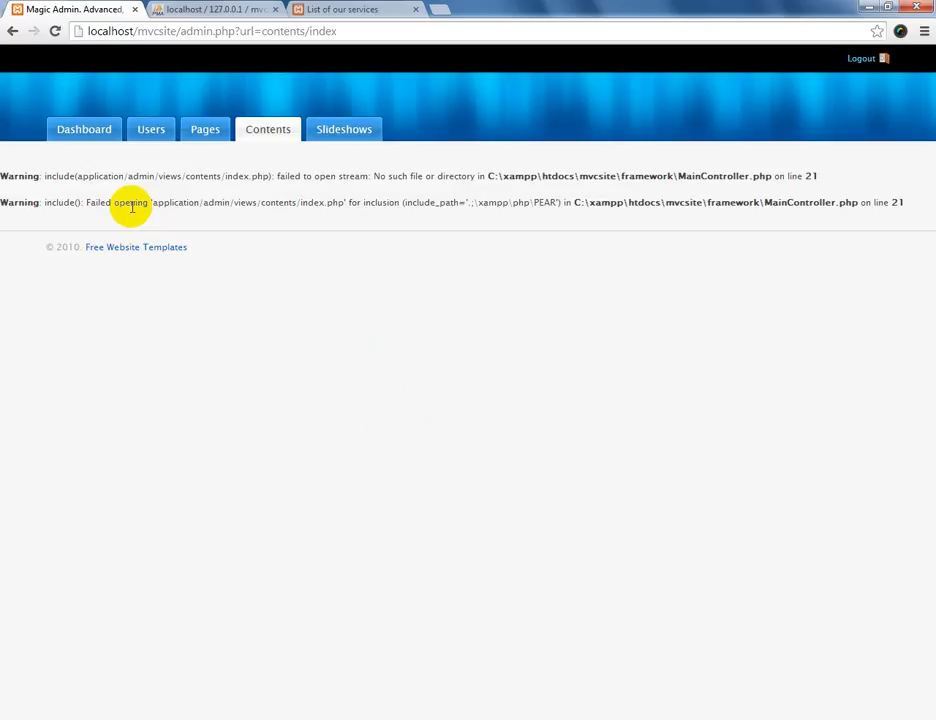 Magic Admin. Advanced,
localhost / 127.0.0.1 / mvc
List of our services
localhost/mvcsite/admin.php?url=contents/index
Logout
Dashboard
Users
Pages
Contents
Slideshows
Warning: include(application/admin/views/contents/index.php): failed to open stream: No such file or directory in C:\xampp\htdocs\mvcsite\framework\MainController.php on line 21
Warning: include(): Failed opening 'application/admin/views/contents/index.php' for inclusion (include_path='.;\xampp\php\PEAR') in C:\xampp\htdocs\mvcsite\framework\MainController.php on line 21
© 2010. Free Website Templates